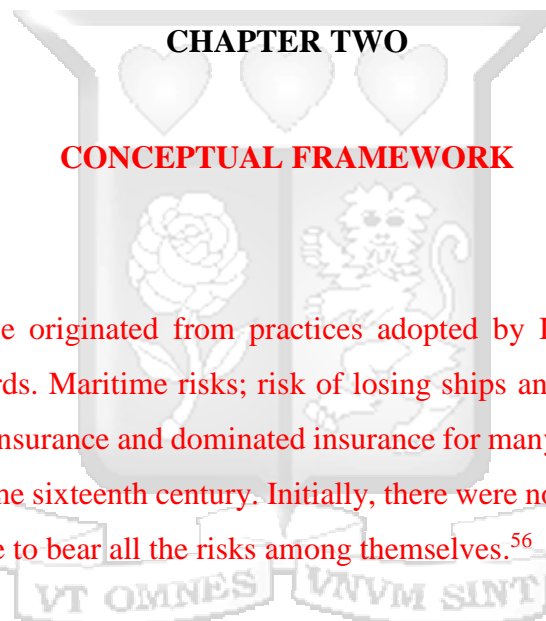 CHAPTER TWO
CONCEPTUAL FRAMEWORK
e originated from practices adopted by
rds. Maritime risks; risk of losing ships an
nsurance and dominated insurance for many
he sixteenth century. Initially, there were no
e to bear all the risks among themselves.56
VT OMNES VNVM SINT